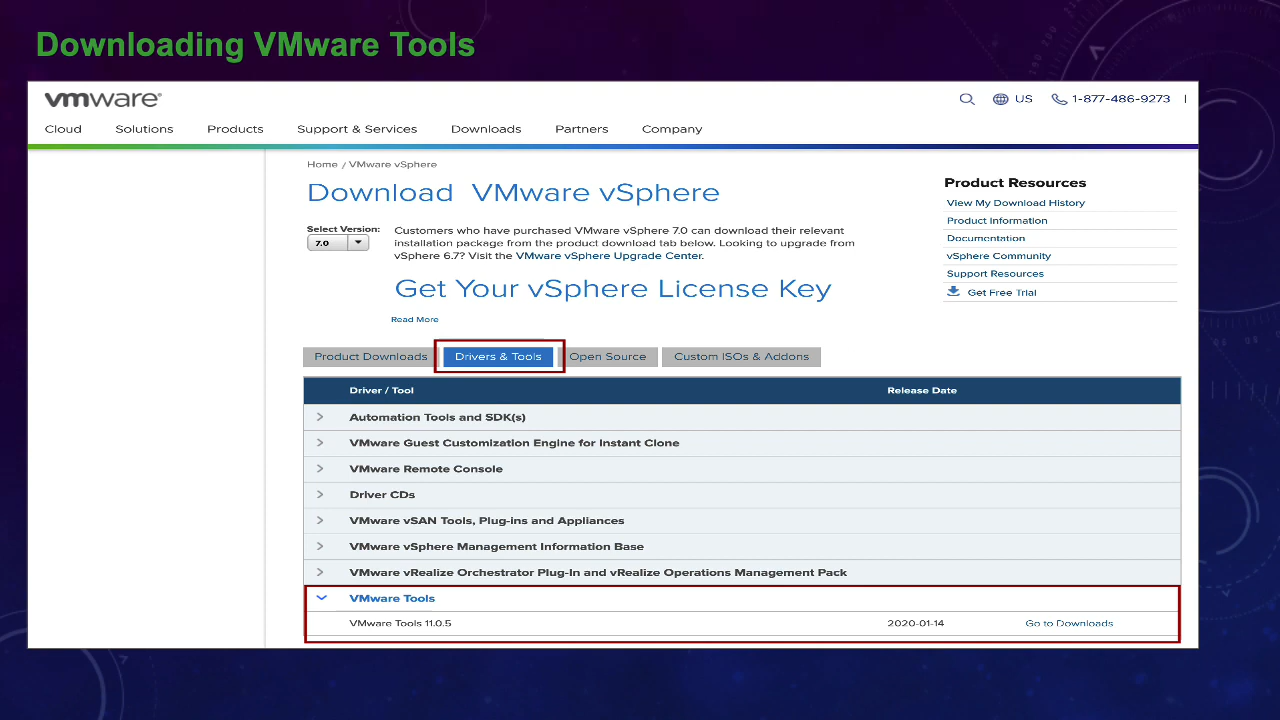 Downloading VMware Tools
vmware®
US
1-877-486-9273
Cloud
Solutions
Products
Support & Services
Downloads
Partners
Company
Home / VMware vSphere
Download VMware vSphere
Select Version:
7.0
Customers who have purchased VMware vSphere 7.0 can download their relevant
installation package from the product download tab below. Looking to upgrade from
vSphere 6.7? Visit the VMware vSphere Upgrade Center.
Get Your vSphere License Key
Read More
Product Resources
View My Download History
Product Information
Documentation
vSphere Community
Support Resources
Get Free Trial
Product Downloads
Drivers & Tools
Open Source
Custom ISOs & Addons
Driver / Tool
Release Date
Automation Tools and SDK(s)
VMware Guest Customization Engine for Instant Clone
VMware Remote Console
Driver CDs
VMware vSAN Tools, Plug-ins and Appliances
VMware vSphere Management Information Base
VMware vRealize Orchestrator Plug-In and vRealize Operations Management Pack
VMware Tools
VMware Tools 11.0.5
2020-01-14
Go to Downloads